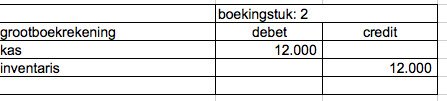 boekingstuk: 2
grootboekrekening debet credit
kas 12.000
inventaris 12.000